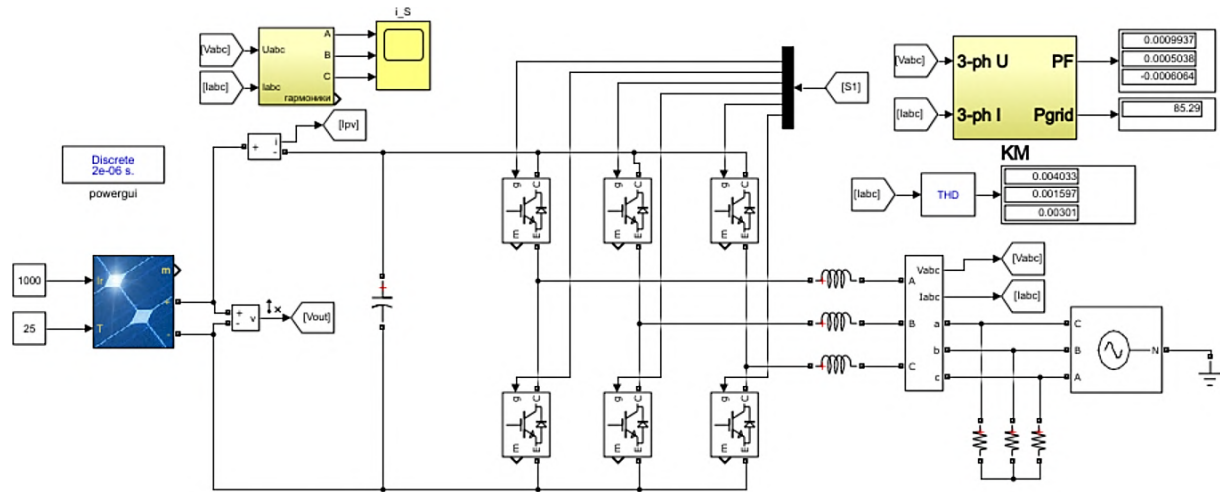 i_S
[Vabc]
Uabc
A
B
C
[Iabc]
Iabc
гармоники
[Ipv]
+
i
-
Discrete
2e-06 s.
powergui
1000
Ir
m
+
-
25
T
+
-
v
[Vout]
[S1]
g
C
E
m
g
C
E
m
g
C
E
m
g
C
E
m
g
C
E
m
g
C
E
m
[Vabc]
3-ph U
PF
0.0009937
0.0005038
-0.0006064
[Iabc]
3-ph I
Pgrid
85.29
KM
[Iabc]
THD
0.004033
0.001597
0.00301
Vabc
[Vabc]
Iabc
[Iabc]
A
B
C
a
b
c
C
B
A
N